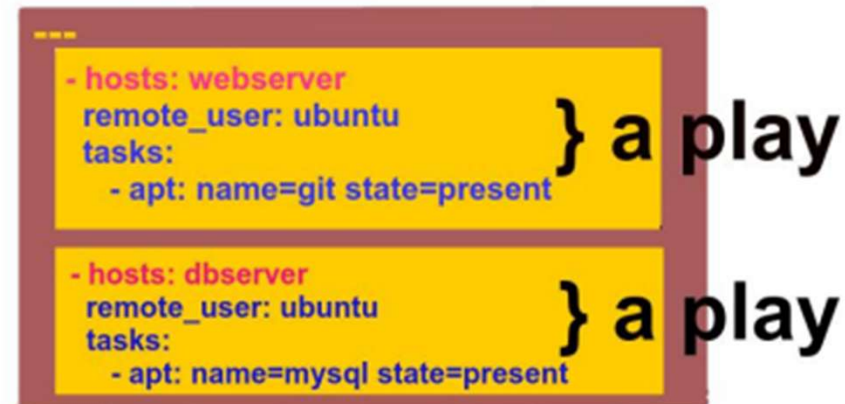 ---
- hosts: webserver
remote_user: ubuntu
tasks:
- apt: name=git state=present
} a play
- hosts: dbserver
remote_user: ubuntu
tasks:
- apt: name=mysql state=present
} a play